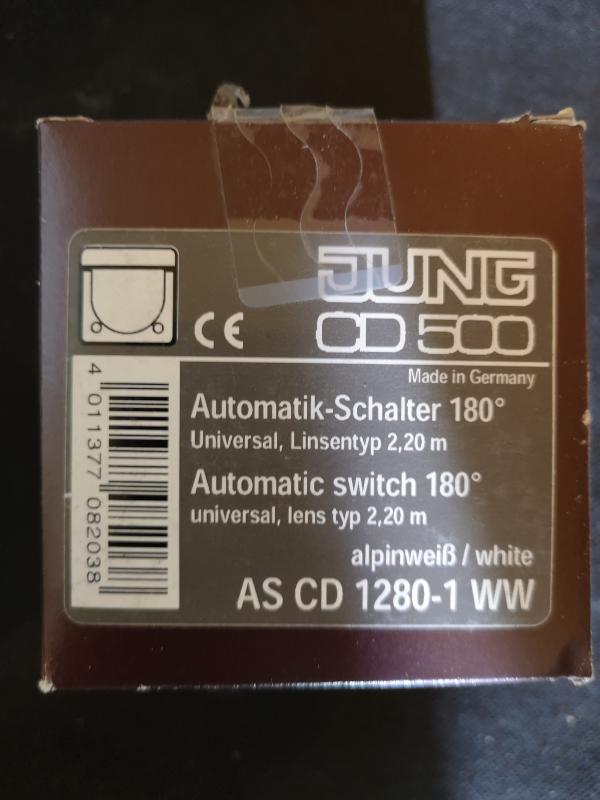 JUNG
CE CD 500
Made in Germany
Automatik-Schalter 180°
Universal, Linsentyp 2,20 m
Automatic switch 180°
universal, lens typ 2,20 m
alpinweiß / white
AS CD 1280-1 WW
4 011377 082038